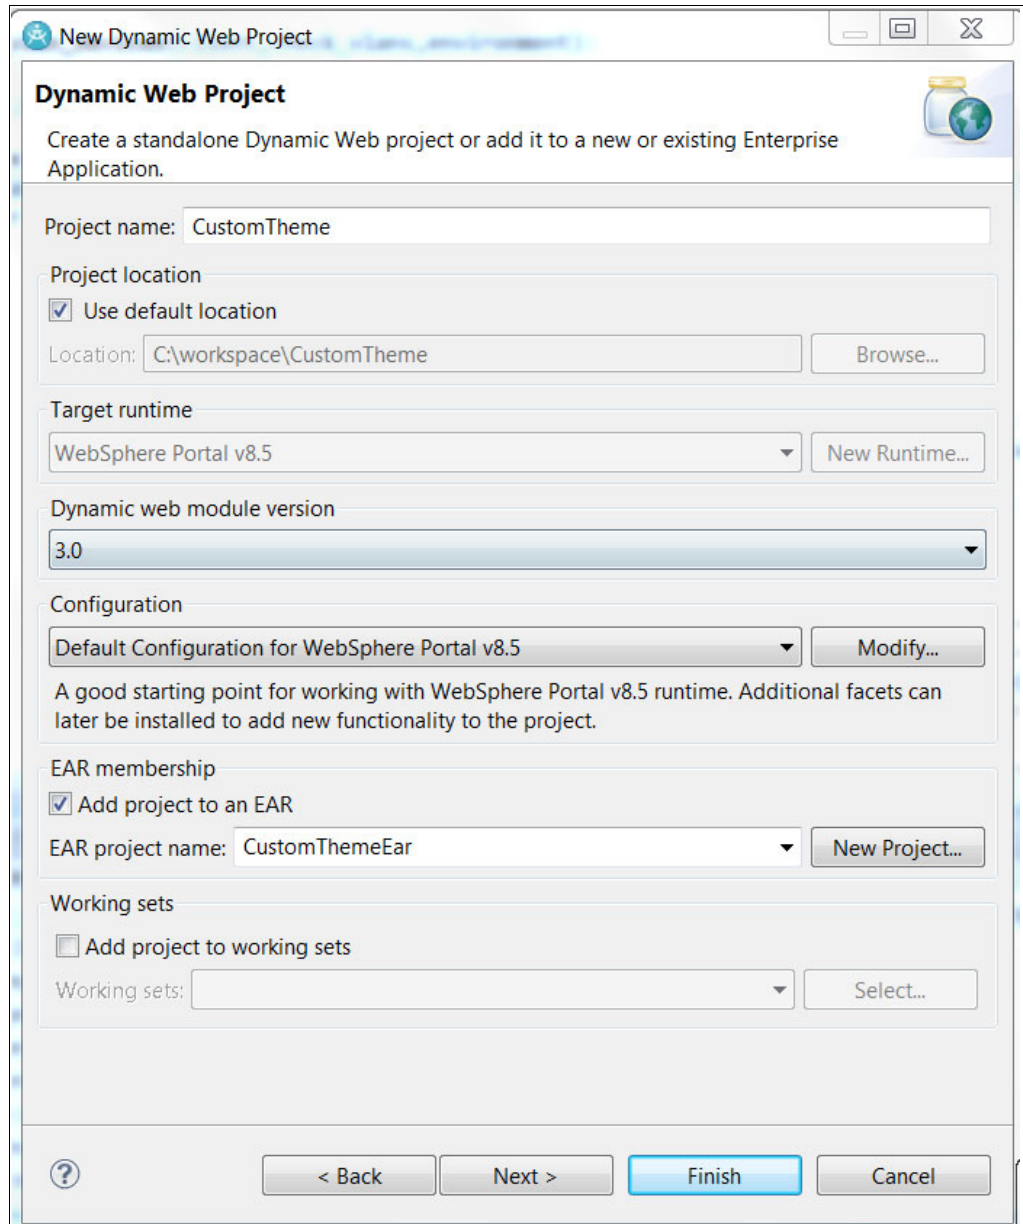 New Dynamic Web Project
Dynamic Web Project
Create a standalone Dynamic Web project or add it to a new or existing Enterprise
Application.
Project name: CustomTheme
Project location
Use default location
Location: C:\workspace\CustomTheme Browse...
Target runtime
WebSphere Portal v8.5 New Runtime...
Dynamic web module version
3.0
Configuration
Default Configuration for WebSphere Portal v8.5 Modify...
A good starting point for working with WebSphere Portal v8.5 runtime. Additional facets can
later be installed to add new functionality to the project.
EAR membership
Add project to an EAR
EAR project name: CustomThemeEar New Project...
Working sets
Add project to working sets
Working sets: Select...
? < Back Next > Finish Cancel